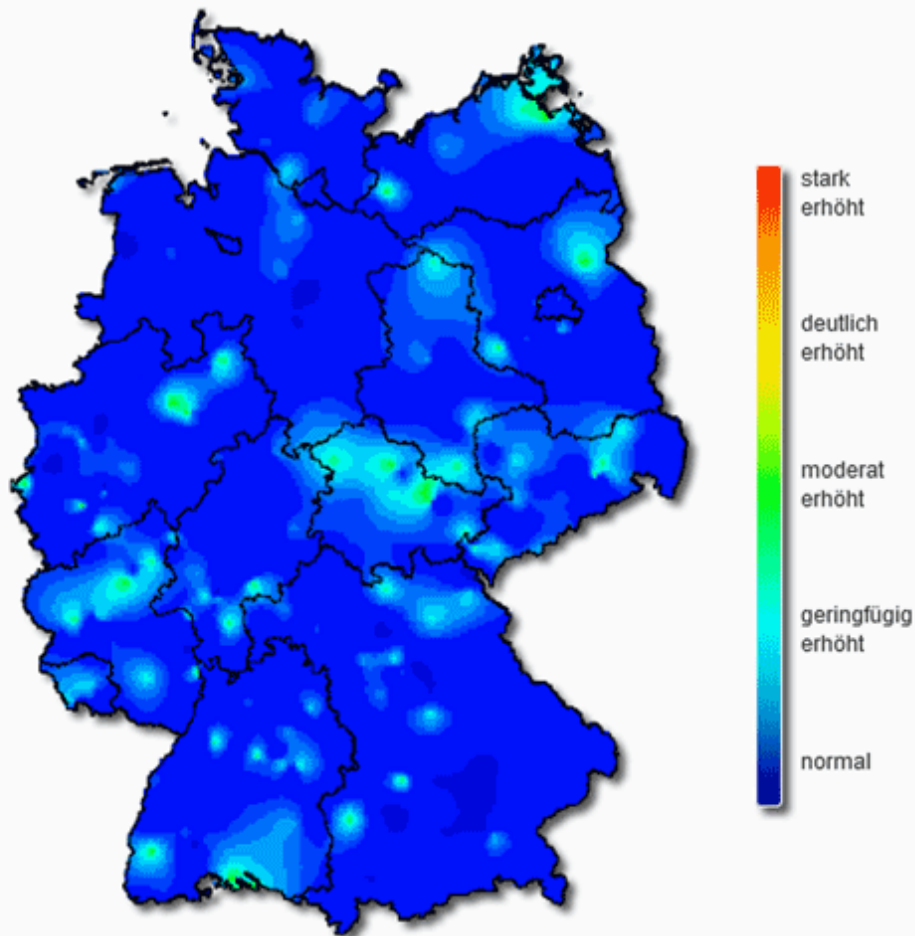 stark
erhöht
deutlich
erhöht
moderat
erhöht
geringfügig
erhöht
normal